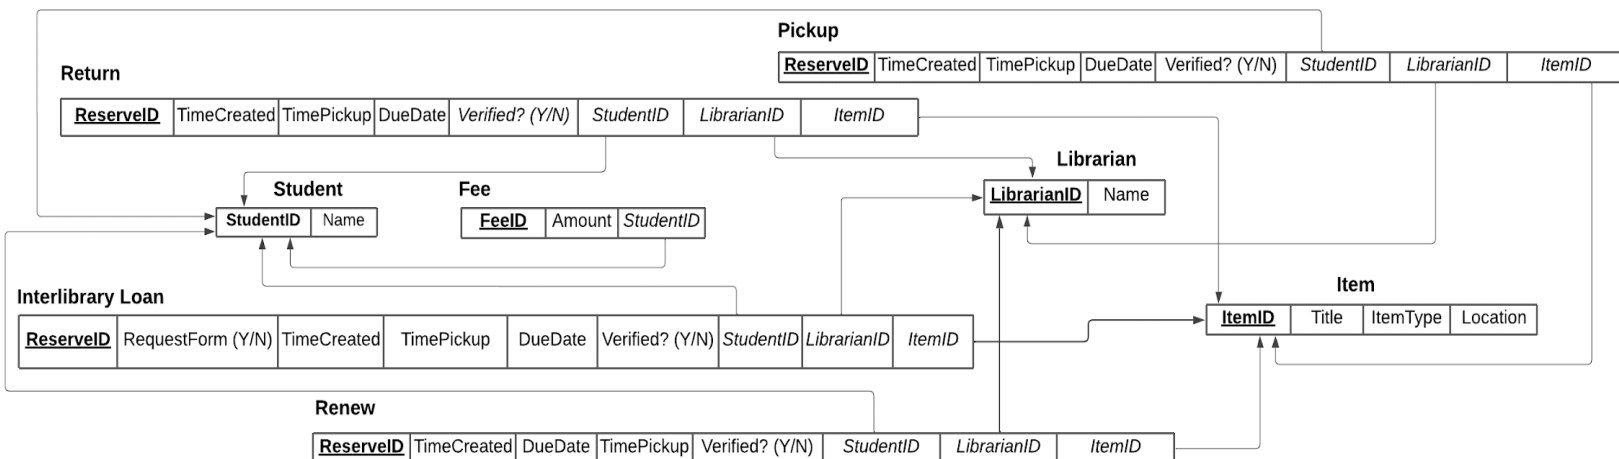 Pickup
ReserveID TimeCreated TimePickup DueDate Verified? (Y/N) StudentID LibrarianID ItemID
Return
ReserveID TimeCreated TimePickup DueDate Verified? (Y/N) StudentID LibrarianID ItemID
Librarian
LibrarianID Name
Student
StudentID Name
Fee
FeeID Amount StudentID
Item
ItemID Title ItemType Location
Interlibrary Loan
ReserveID RequestForm (Y/N) TimeCreated TimePickup DueDate Verified? (Y/N) StudentID LibrarianID ItemID
Renew
ReserveID TimeCreated DueDate TimePickup Verified? (Y/N) StudentID LibrarianID ItemID